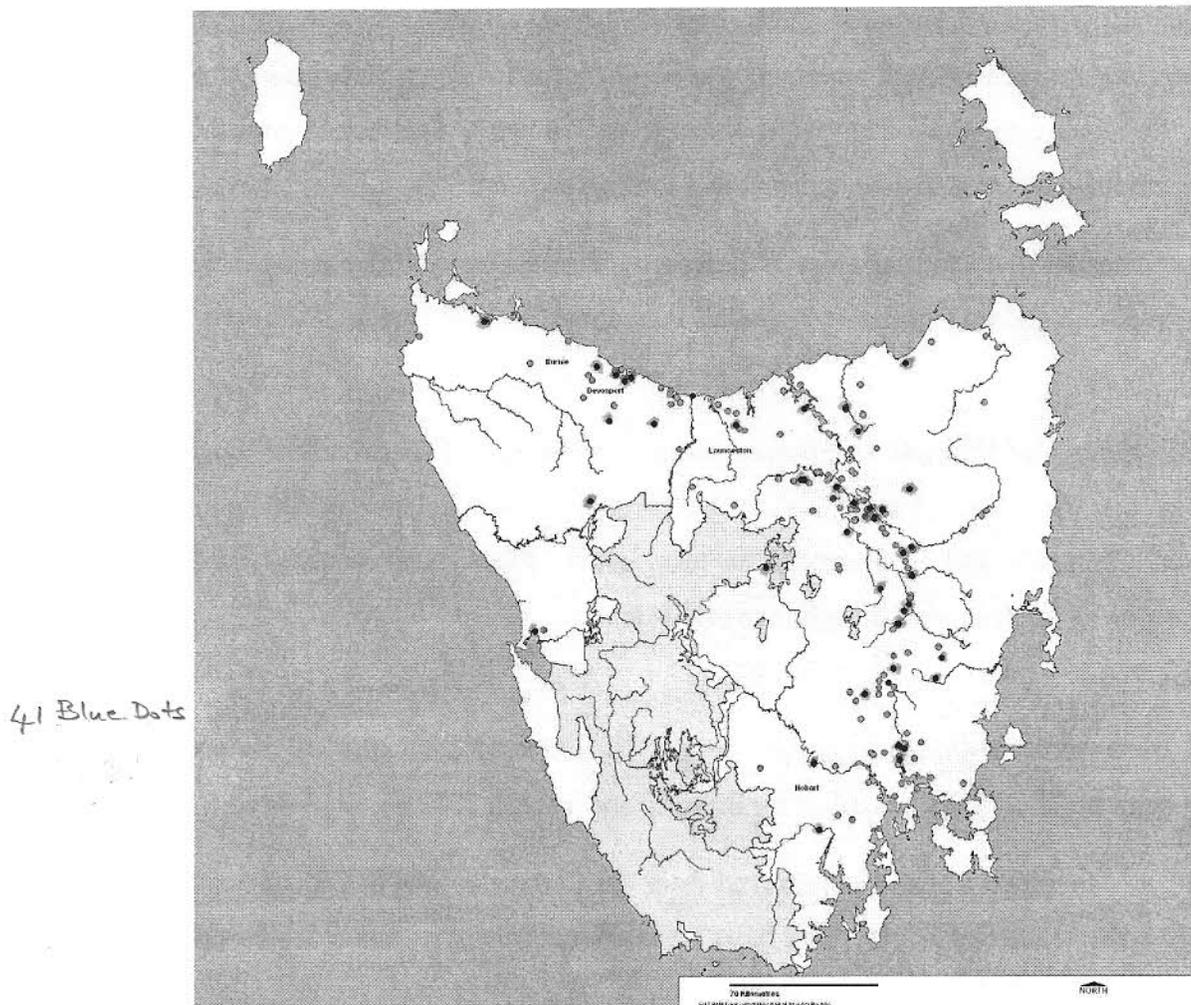 Burnie
Devonport
Launceston
41 Blue Dots
Hobart
70 Kilometres
NORTH